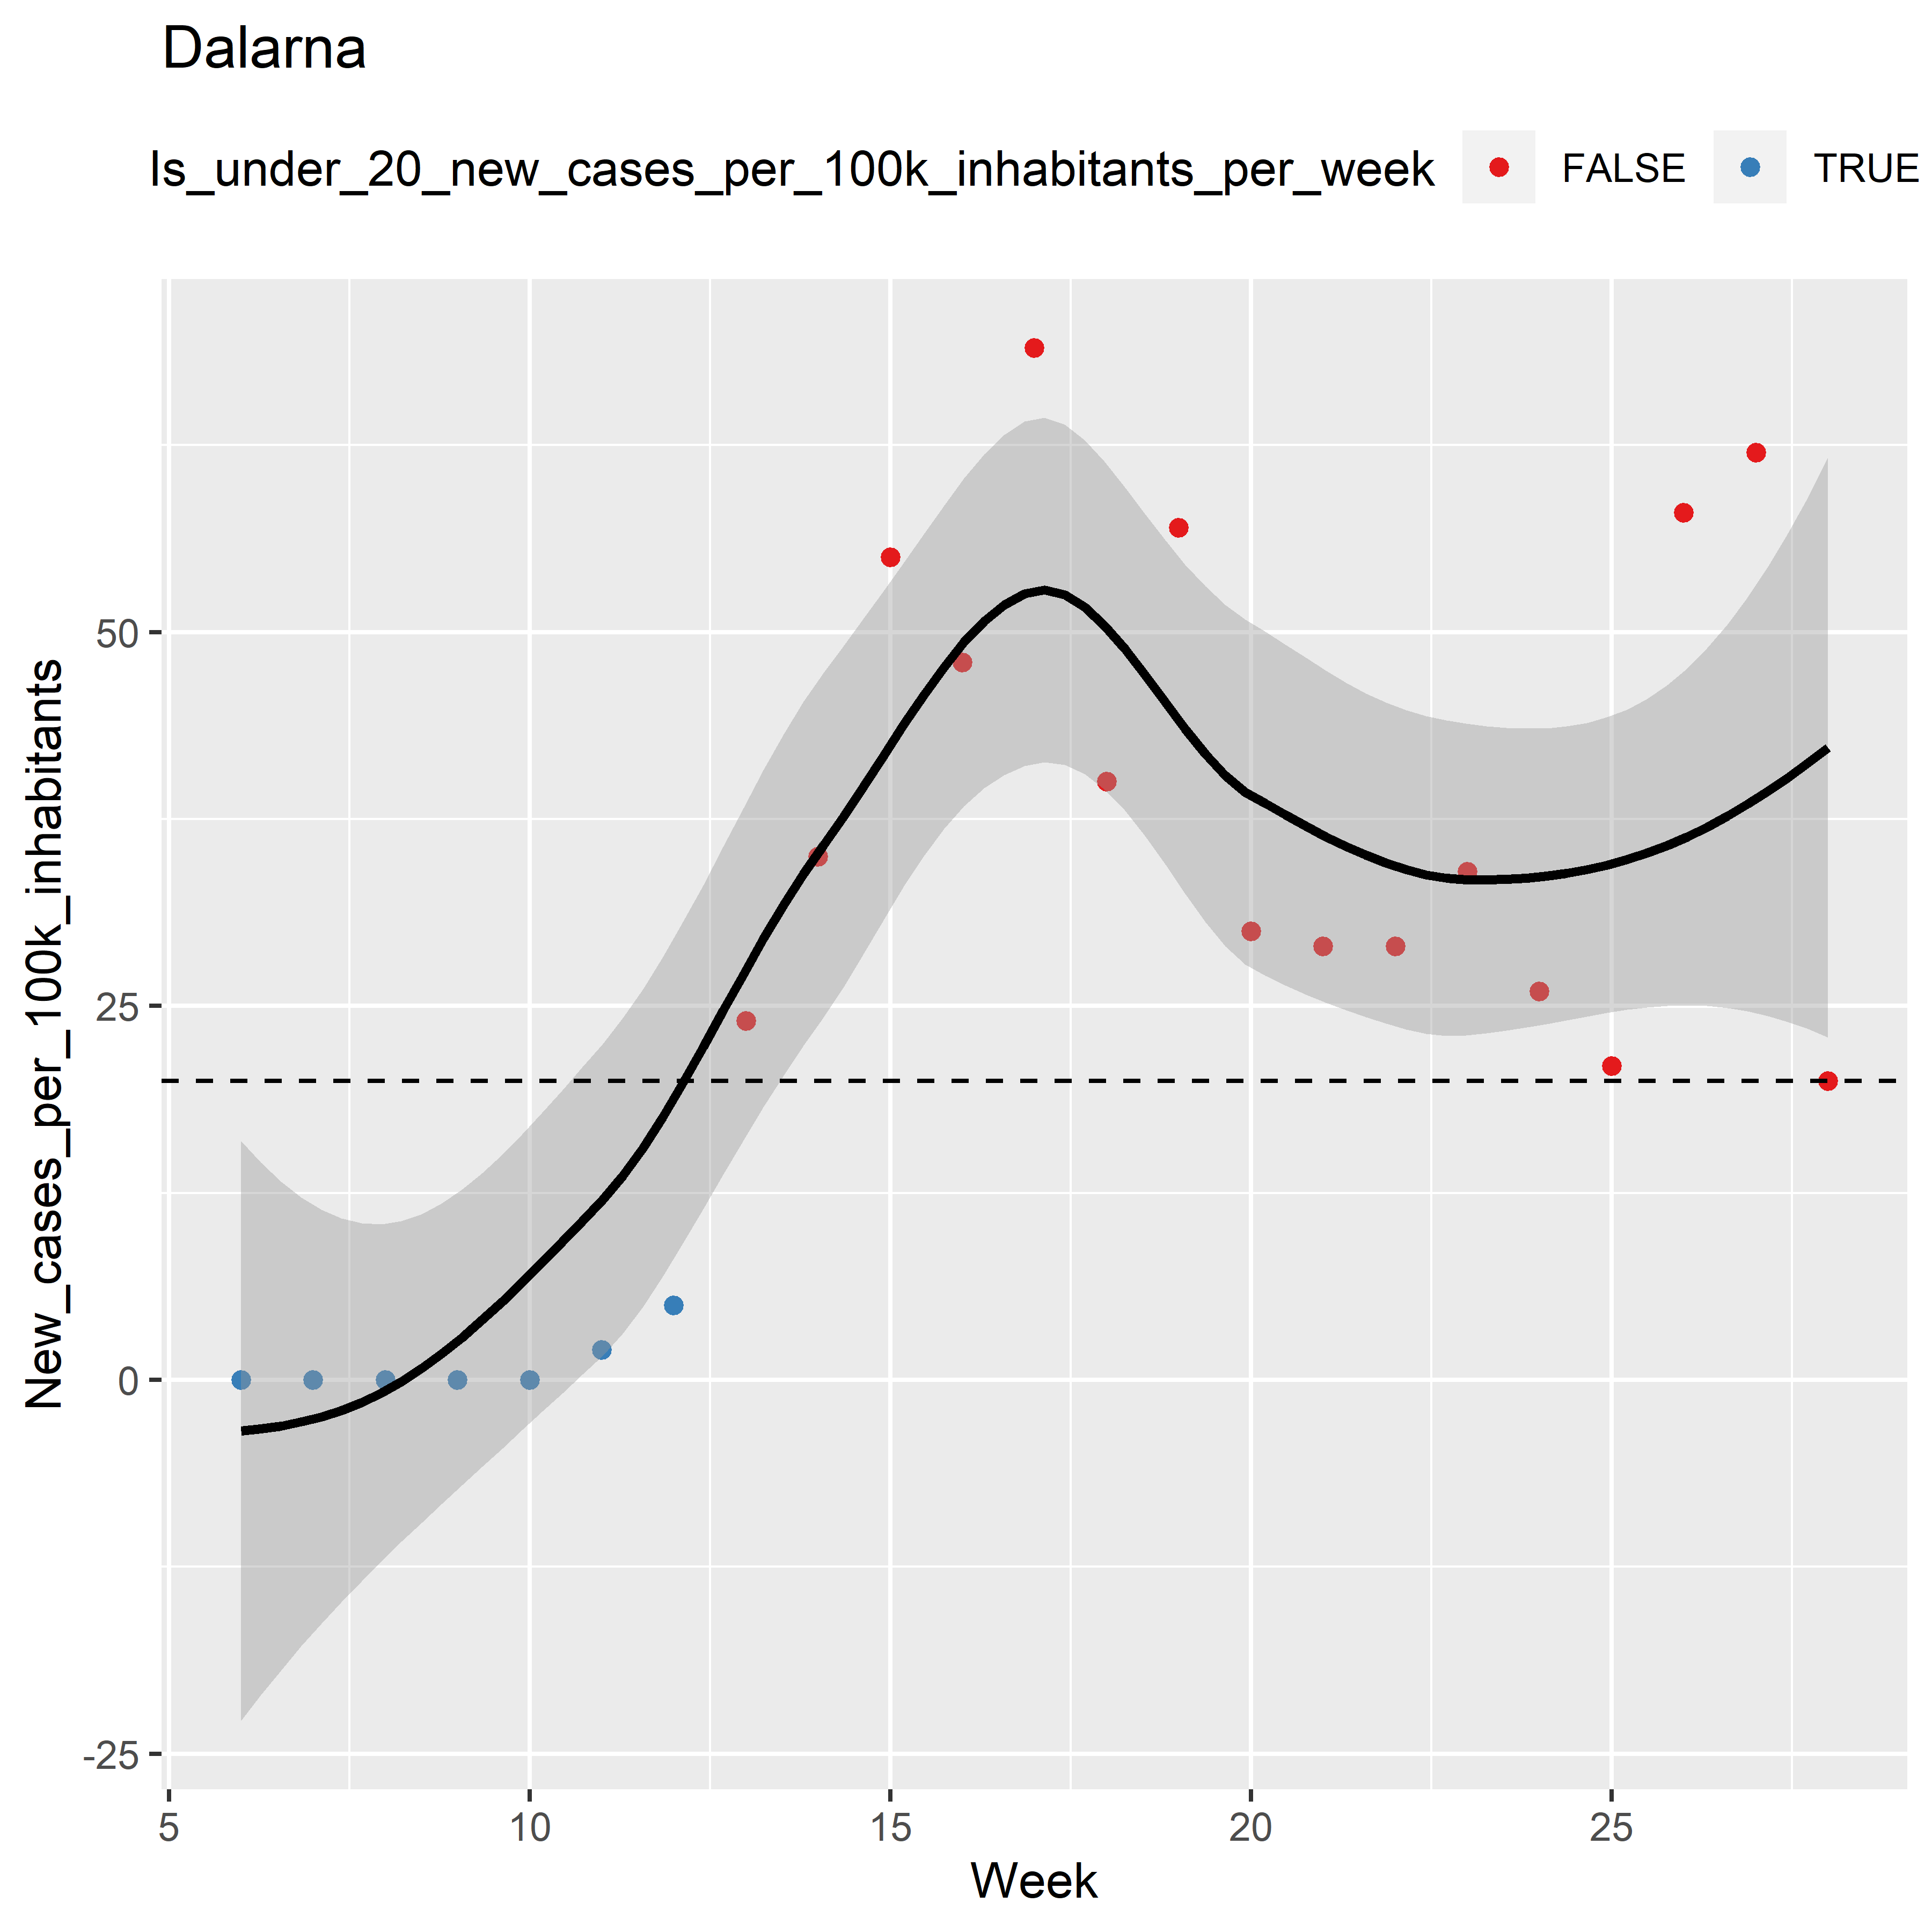 Dalarna
Is_under_20_new_cases_per_100k_inhabitants_per_week FALSE TRUE
New_cases_per_100k_inhabitants
50
25
0
-25
5 10 15 20 25
Week